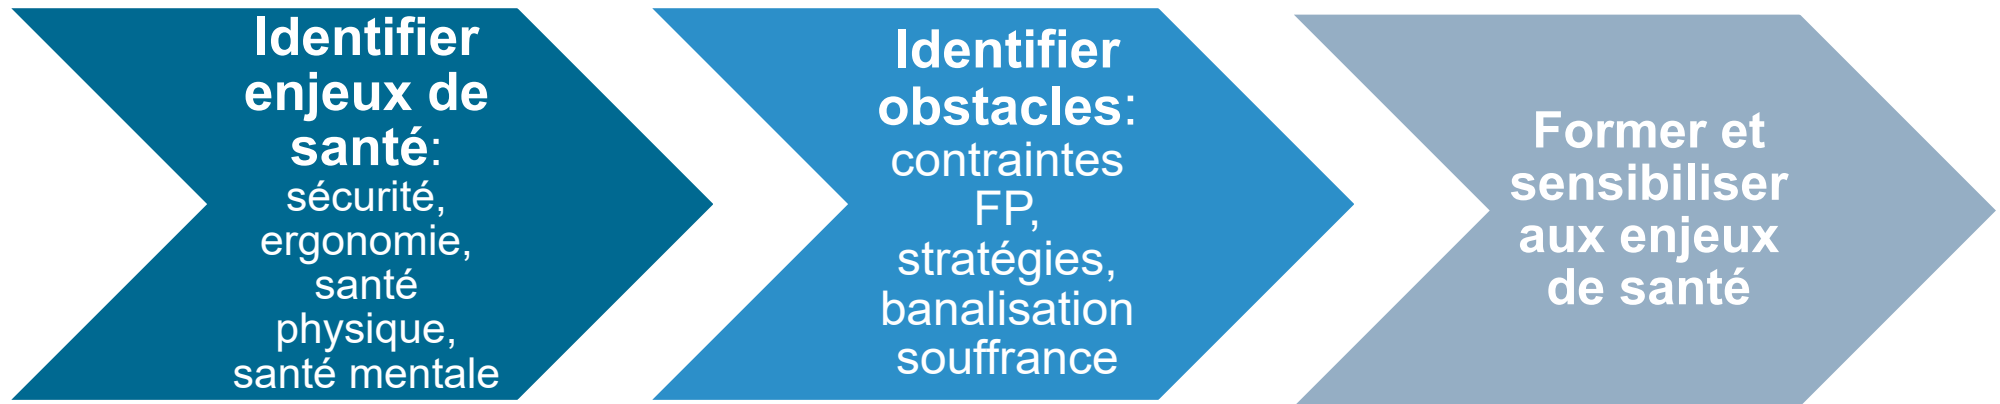 Identifier
enjeux de
santé:
sécurité,
ergonomie,
santé
physique,
santé mentale
Identifier
obstacles:
contraintes
FP,
stratégies,
banalisation
souffrance
Former et
sensibiliser
aux enjeux
de santé